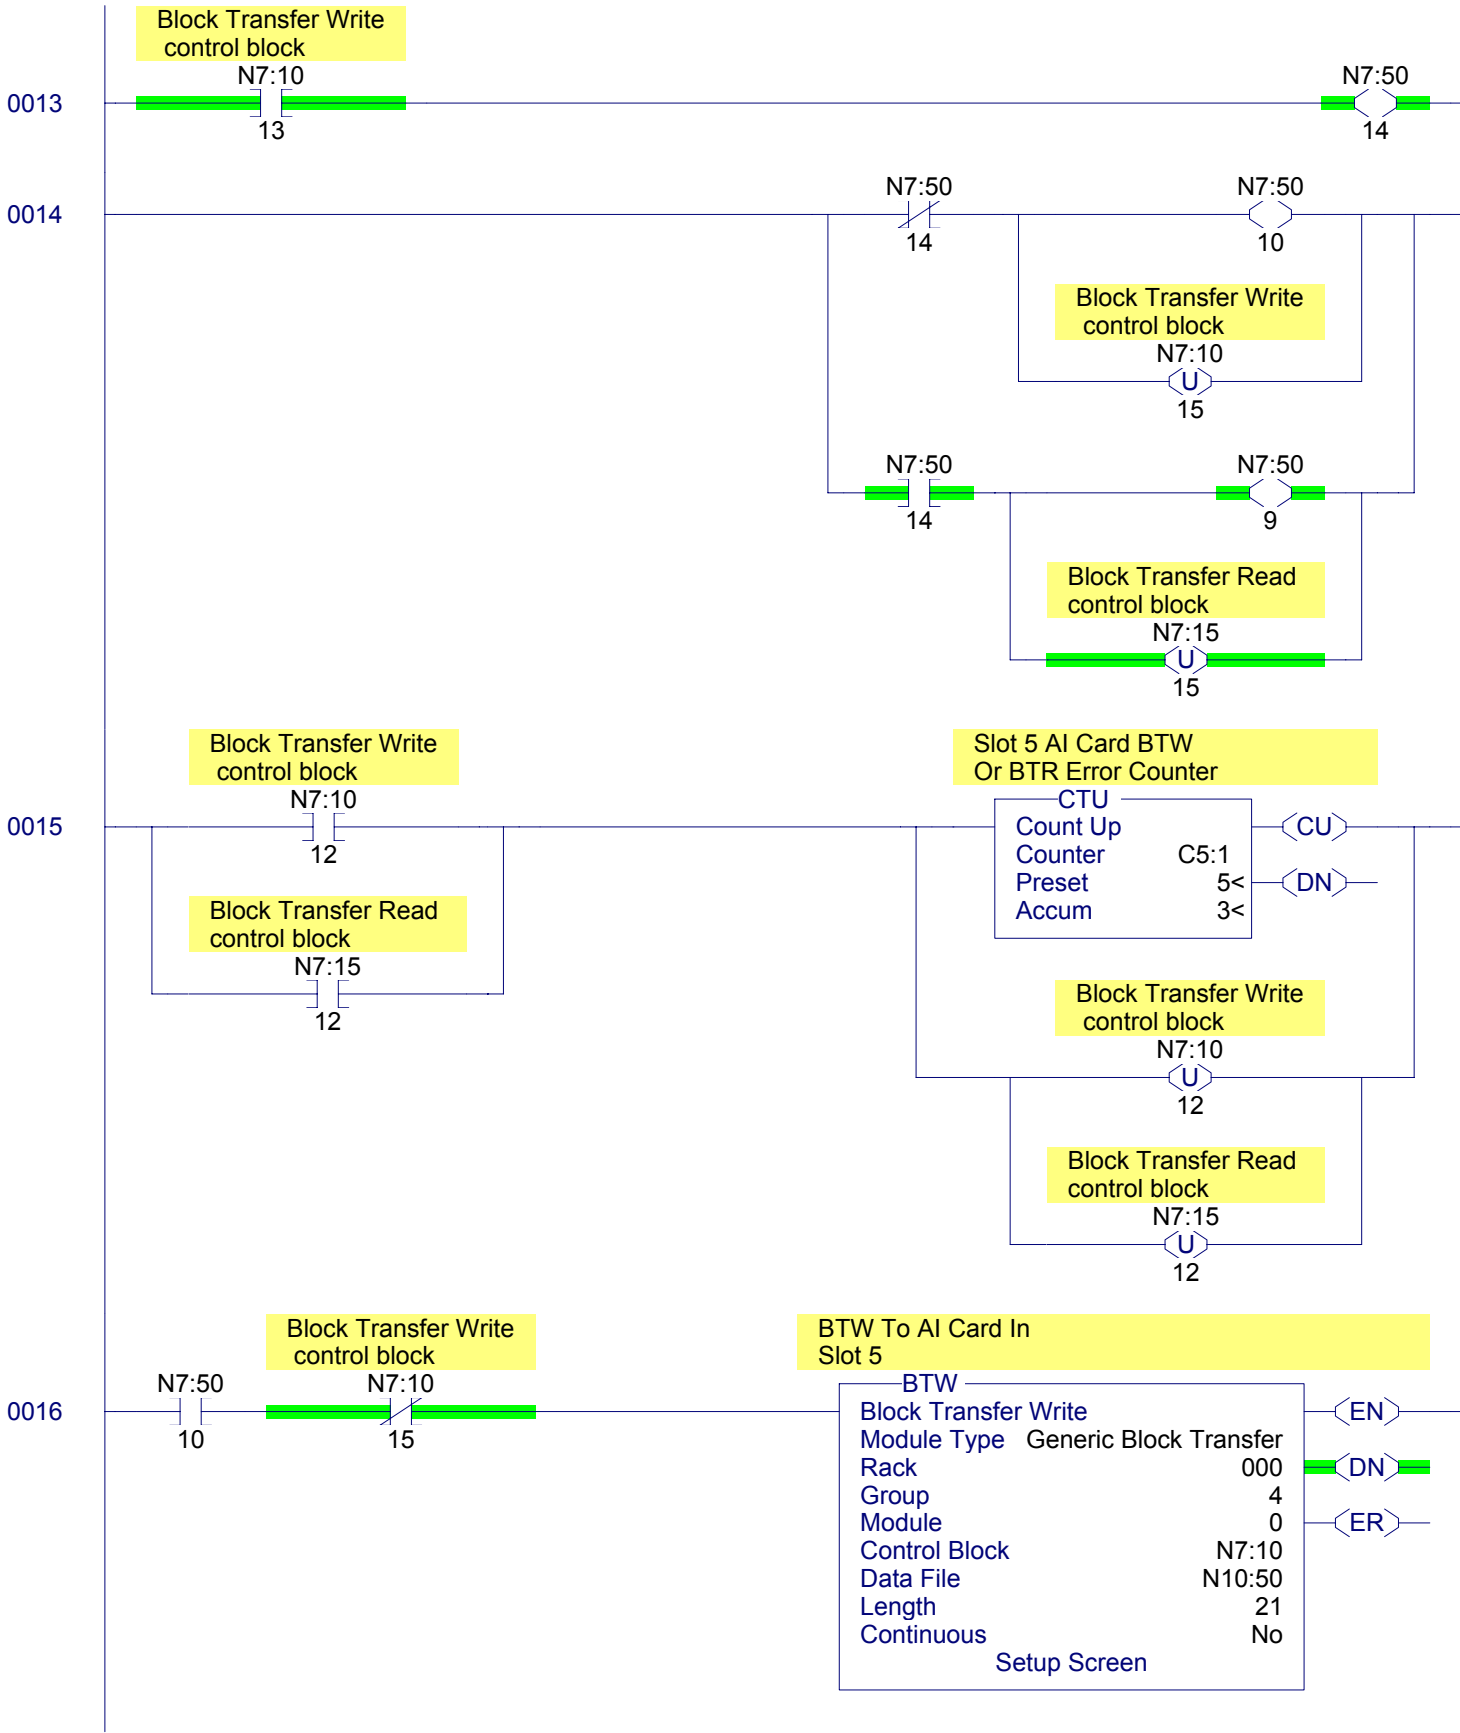 Block Transfer Write
control block
N7:10
N7:50
0013
13
14
N7:50
N7:50
0014
14
10
Block Transfer Write
control block
N7:10
U
15
N7:50
N7:50
14
9
Block Transfer Read
control block
N7:15
U
15
Block Transfer Write
control block
N7:10
0015
12
Block Transfer Read
control block
N7:15
12
Slot 5 AI Card BTW
Or BTR Error Counter
CTU
Count Up
CU
Counter C5:1
Preset 5<
DN
Accum 3<
Block Transfer Write
control block
N7:10
U
12
Block Transfer Read
control block
N7:15
U
12
Block Transfer Write
control block
N7:50
N7:10
0016
10
15
BTW To AI Card In
Slot 5
BTW
Block Transfer Write
EN
Module Type Generic Block Transfer
Rack 000
DN
Group 4
Module 0
ER
Control Block N7:10
Data File N10:50
Length 21
Continuous No
Setup Screen